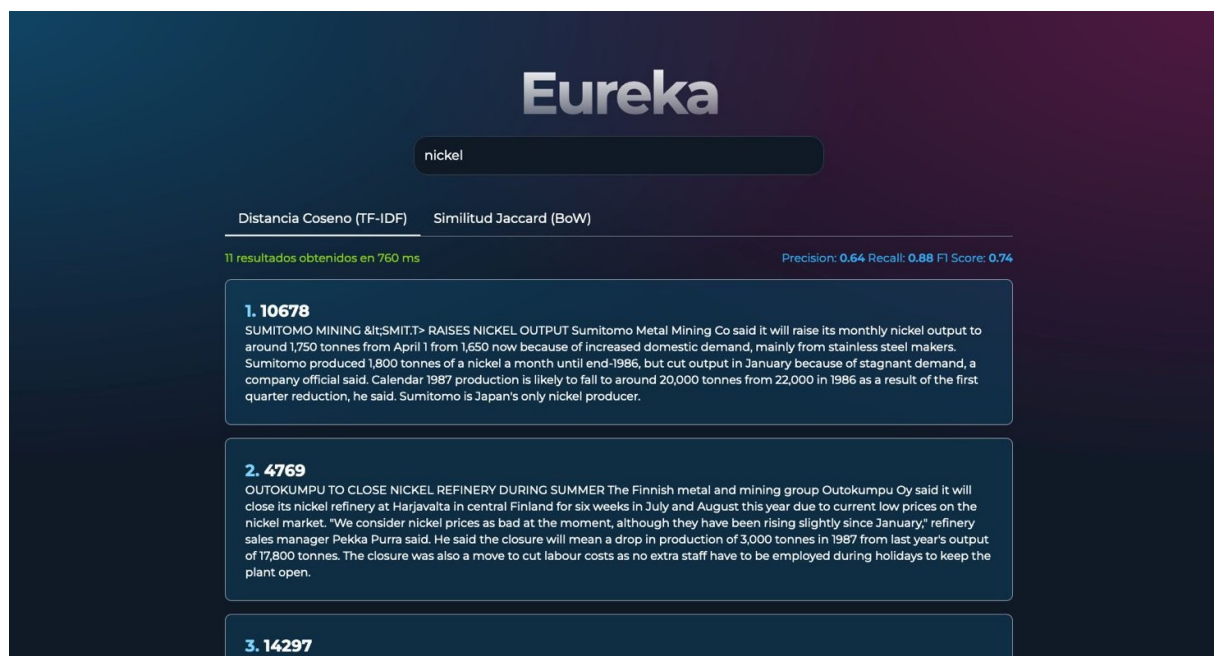 Eureka
nickel
Distancia Coseno (TF-IDF) Similitud Jaccard (BoW)
11 resultados obtenidos en 760 ms Precision: 0.64 Recall: 0.88 F1 Score: 0.74
1. 10678
SUMITOMO MINING &lt;SMIT.T> RAISES NICKEL OUTPUT Sumitomo Metal Mining Co said it will raise its monthly nickel output to
around 1,750 tonnes from April 1 from 1,650 now because of increased domestic demand, mainly from stainless steel makers.
Sumitomo produced 1,800 tonnes of a nickel a month until end-1986, but cut output in January because of stagnant demand, a
company official said. Calendar 1987 production is likely to fall to around 20,000 tonnes from 22,000 in 1986 as a result of the first
quarter reduction, he said. Sumitomo is Japan's only nickel producer.
2. 4769
OUTOKUMPU TO CLOSE NICKEL REFINERY DURING SUMMER The Finnish metal and mining group Outokumpu Oy said it will
close its nickel refinery at Harjavalta in central Finland for six weeks in July and August this year due to current low prices on the
nickel market. "We consider nickel prices as bad at the moment, although they have been rising slightly since January," refinery
sales manager Pekka Purra said. He said the closure will mean a drop in production of 3,000 tonnes in 1987 from last year's output
of 17,800 tonnes. The closure was also a move to cut labour costs as no extra staff have to be employed during holidays to keep the
plant open.
3. 14297